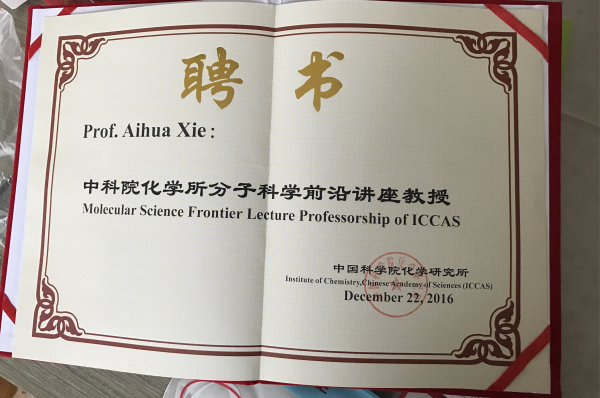 聘书
Prof. Aihua Xie:
中科院化学所分子科学前沿讲座教授
Molecular Science Frontier Lecture Professorship of ICCAS
中国科学院化学研究所
Institute of Chemistry,Chinese Academy of Sciences (ICCAS)
December 22, 2016